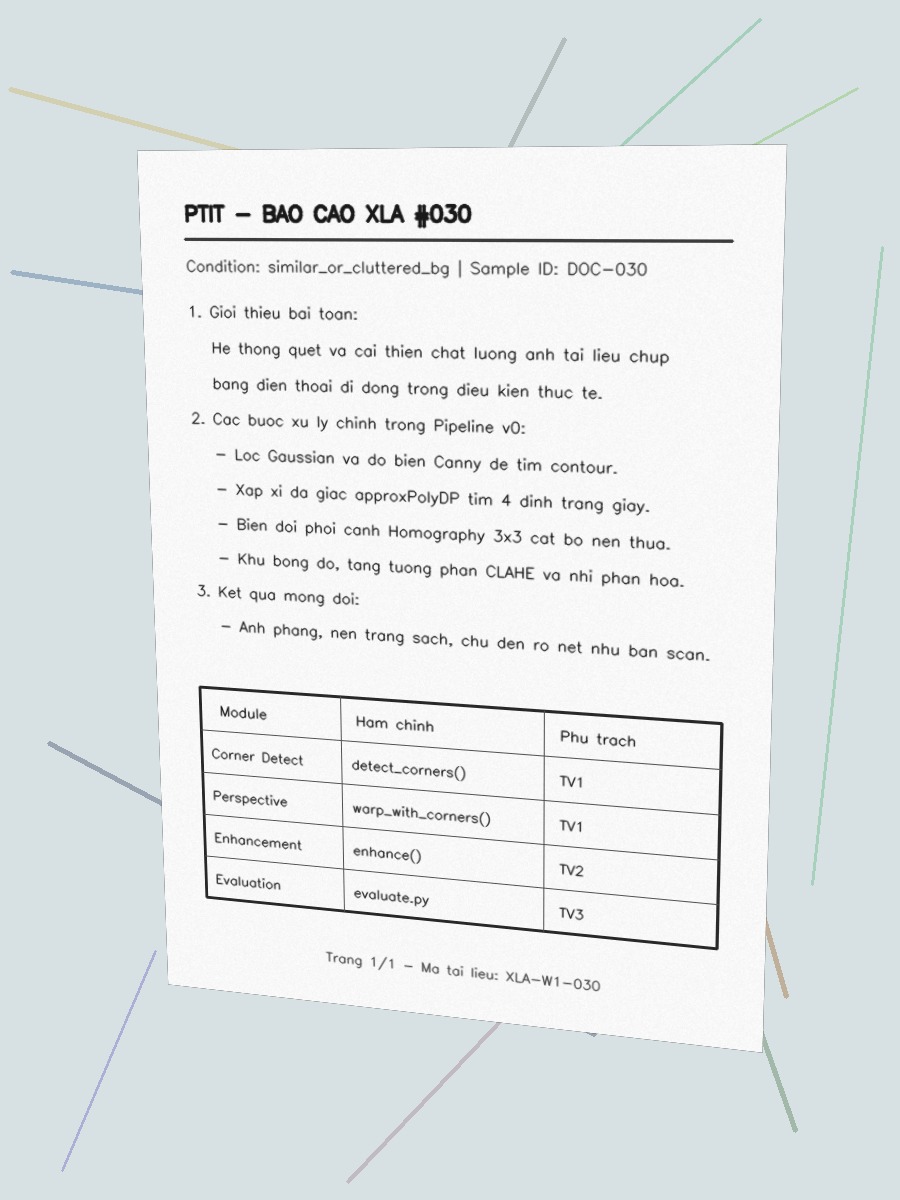 PTIT - BAO CAO XLA #030
Condition: similar_or_cluttered_bg | Sample ID: DOC-030
1. Gioi thieu bai toan:
He thong quet va cai thien chat luong anh tai lieu chup
bang dien thoai di dong trong dieu kien thuc te.
2. Cac buoc xu ly chinh trong Pipeline v0:
- Loc Gaussian va do bien Canny de tim contour.
- Xap xi da giac approxPolyDP tim 4 dinh trang giay.
- Bien doi phoi canh Homography 3x3 cat bo nen thua.
- Khu bong do, tang tuong phan CLAHE va nhi phan hoa.
3. Ket qua mong doi:
- Anh phang, nen trang sach, chu den ro net nhu ban scan.
Module Ham chinh Phu trach
Corner Detect detect_corners() TV1
Perspective warp_with_corners() TV1
Enhancement enhance() TV2
Evaluation evaluate.py TV3
Trang 1/1 - Ma tai lieu: XLA-W1-030